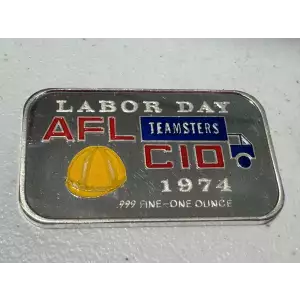 LABOR DAY
AFL TEAMSTERS
CIO
1974
.999 FINE-ONE OUNCE